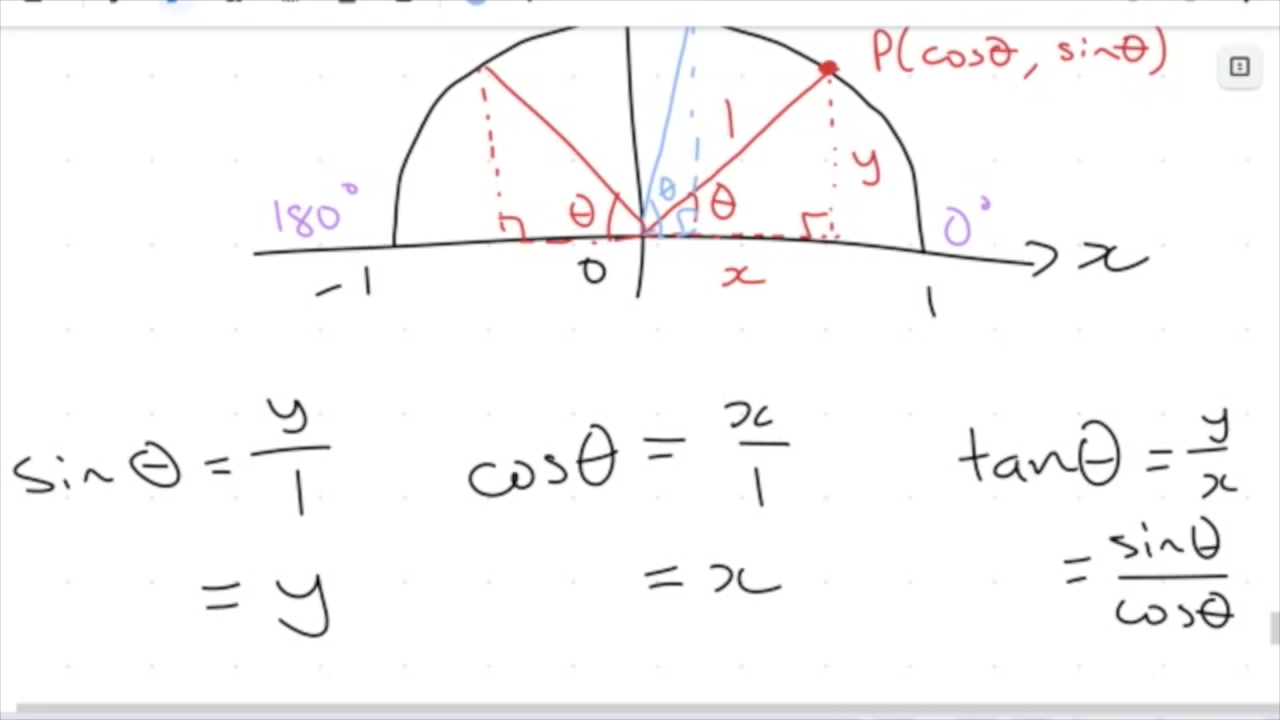 P(cosθ, sinθ)
1
y
180°
θ
θ
θ
0°
x
-1
0
x
1
sinθ = y/1
= y
cosθ = x/1
= x
tanθ = y/x
= sinθ/cosθ